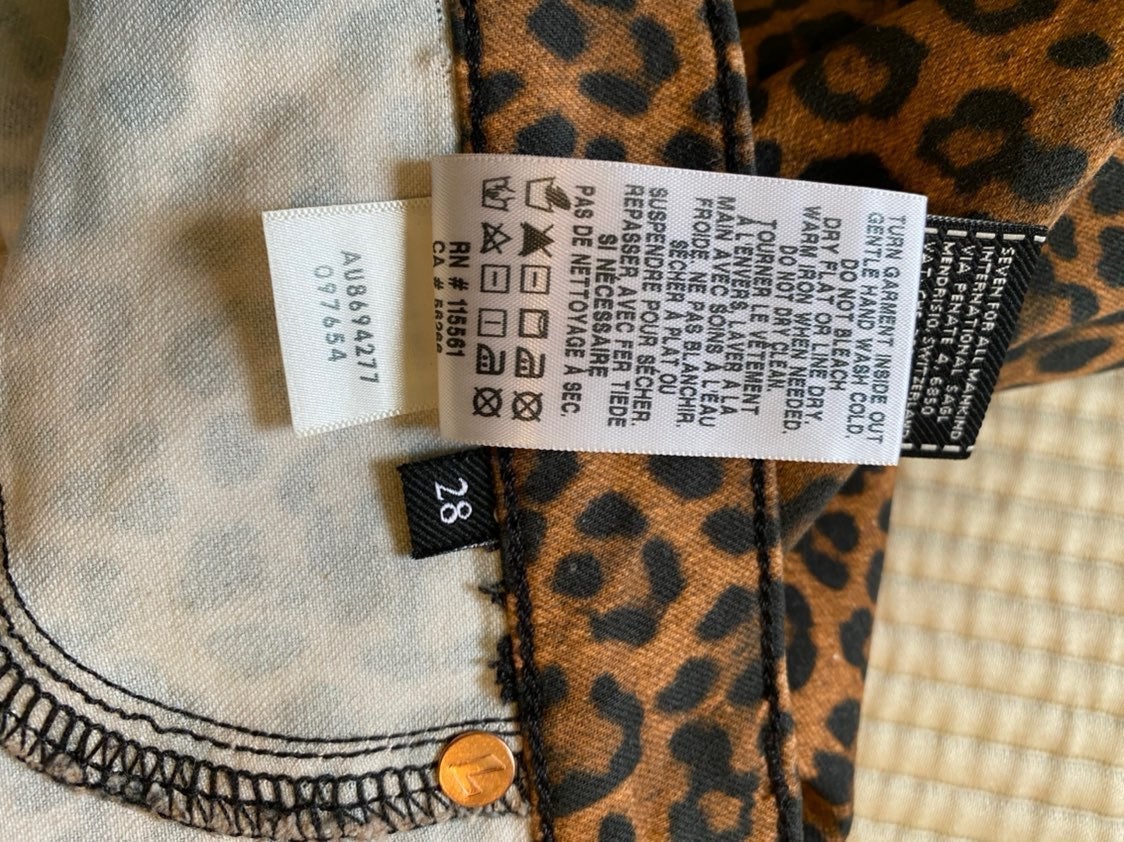 TURN GARMENT INSIDE OUT
GENTLE HAND WASH COLD.
DO NOT BLEACH
DRY FLAT OR LINE DRY.
WARM IRON WHEN NEEDED.
DO NOT DRY CLEAN.
TOURNER LE VÊTEMENT
À L'ENVERS, LAVER À LA
MAIN AVEC SOINS À L'EAU
FROIDE. NE PAS BLANCHIR.
SÉCHER À PLAT OU
SUSPENDRE POUR SÉCHER.
REPASSER AVEC FER TIEDE
SI NÉCESSAIRE
PAS DE NETTOYAGE À SEC.
RN # 115561
CA #
SEVEN FOR ALL MANKIND
INTERNATIONAL SAGL
VIA PENATE 4, 6850
MENDRISIO, SWITZERLAND
AU8694277
097654
28
7